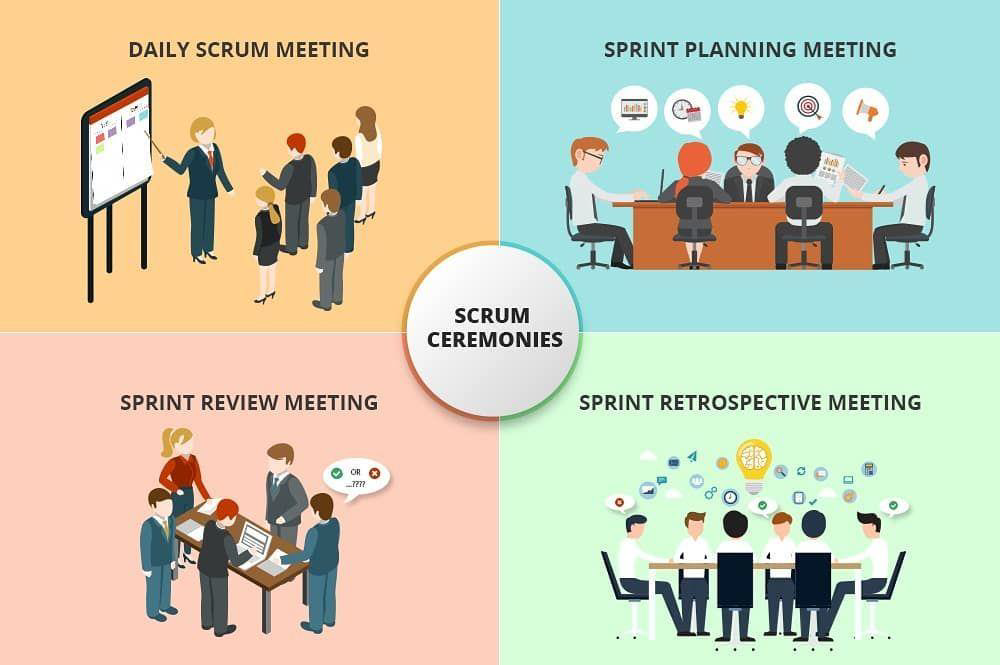 DAILY SCRUM MEETING
SPRINT PLANNING MEETING
SCRUM
CEREMONIES
SPRINT REVIEW MEETING
OR
...????
SPRINT RETROSPECTIVE MEETING